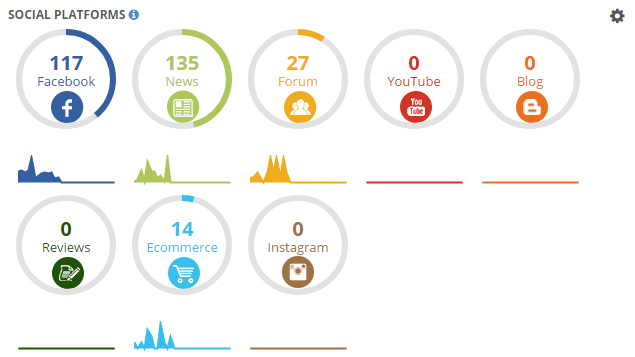 SOCIAL PLATFORMS
117
Facebook
135
News
27
Forum
0
YouTube
You
Tube
0
Blog
0
Reviews
14
Ecommerce
0
Instagram